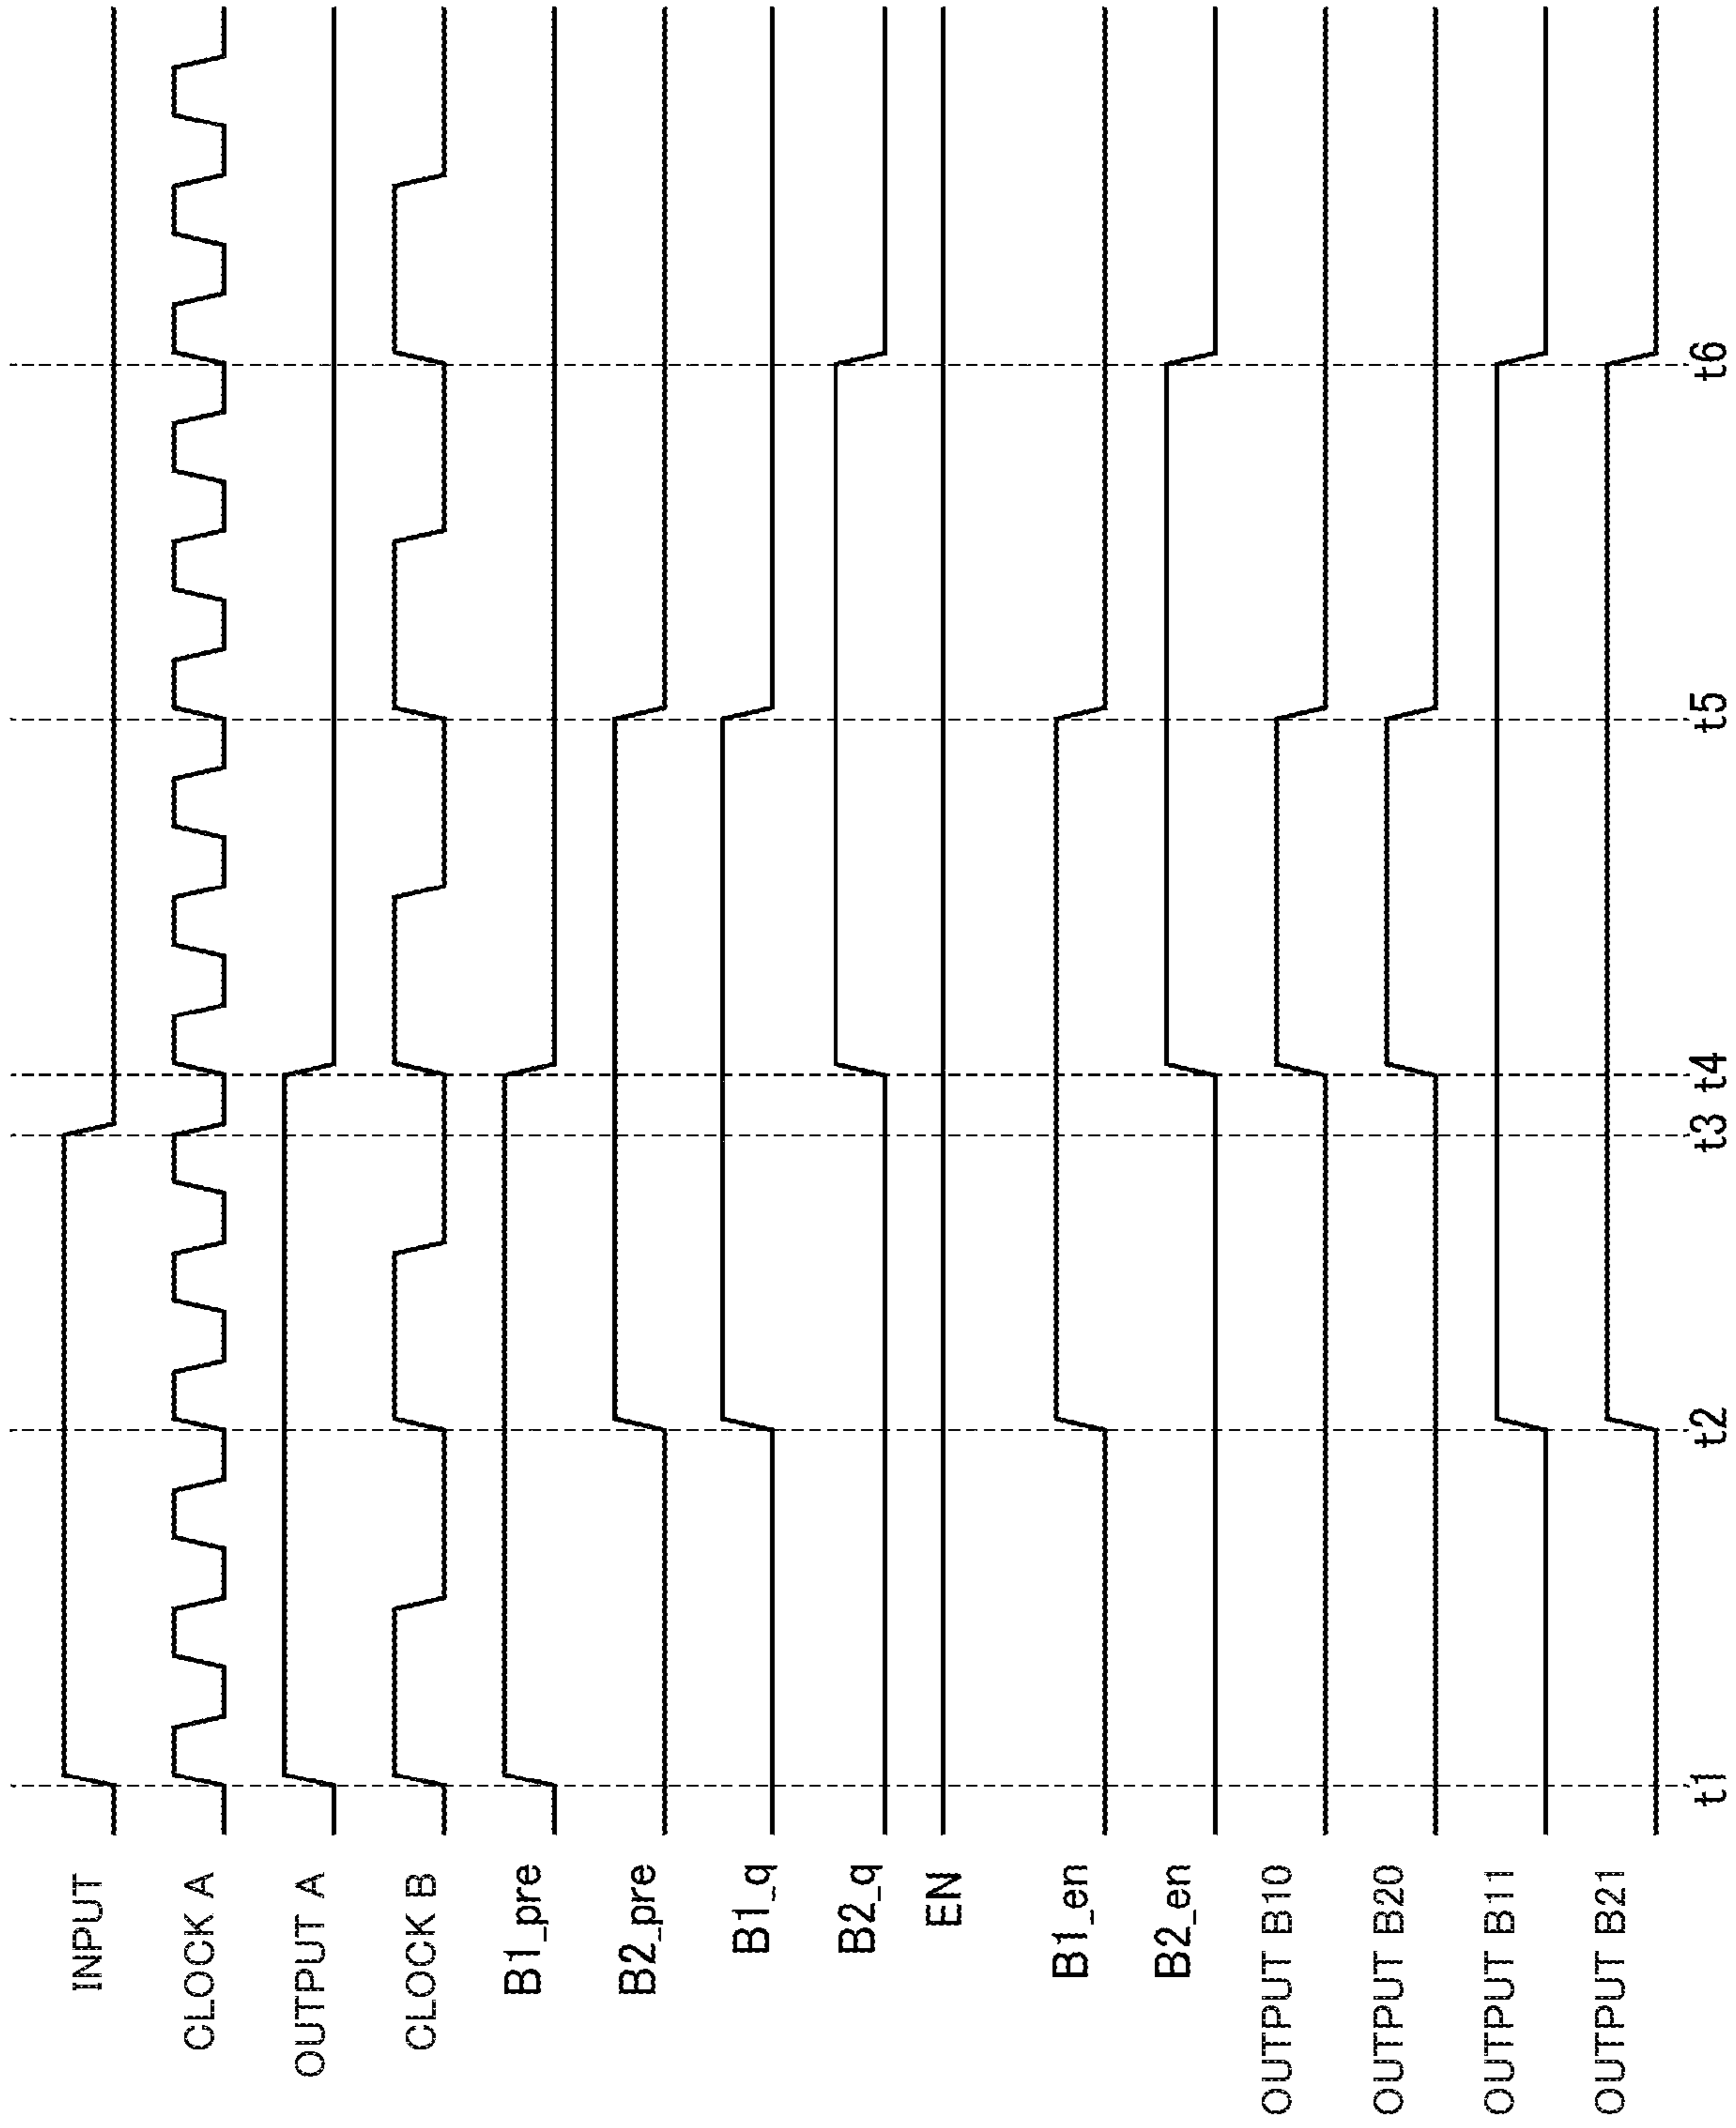 INPUT
CLOCK A
OUTPUT A
CLOCK B
B1_pre
B2_pre
B1_q
B2_q
EN
B1_en
B2_en
OUTPUT B10
OUTPUT B20
OUTPUT B11
OUTPUT B21
t1
t2
t3
t4
t5
t6